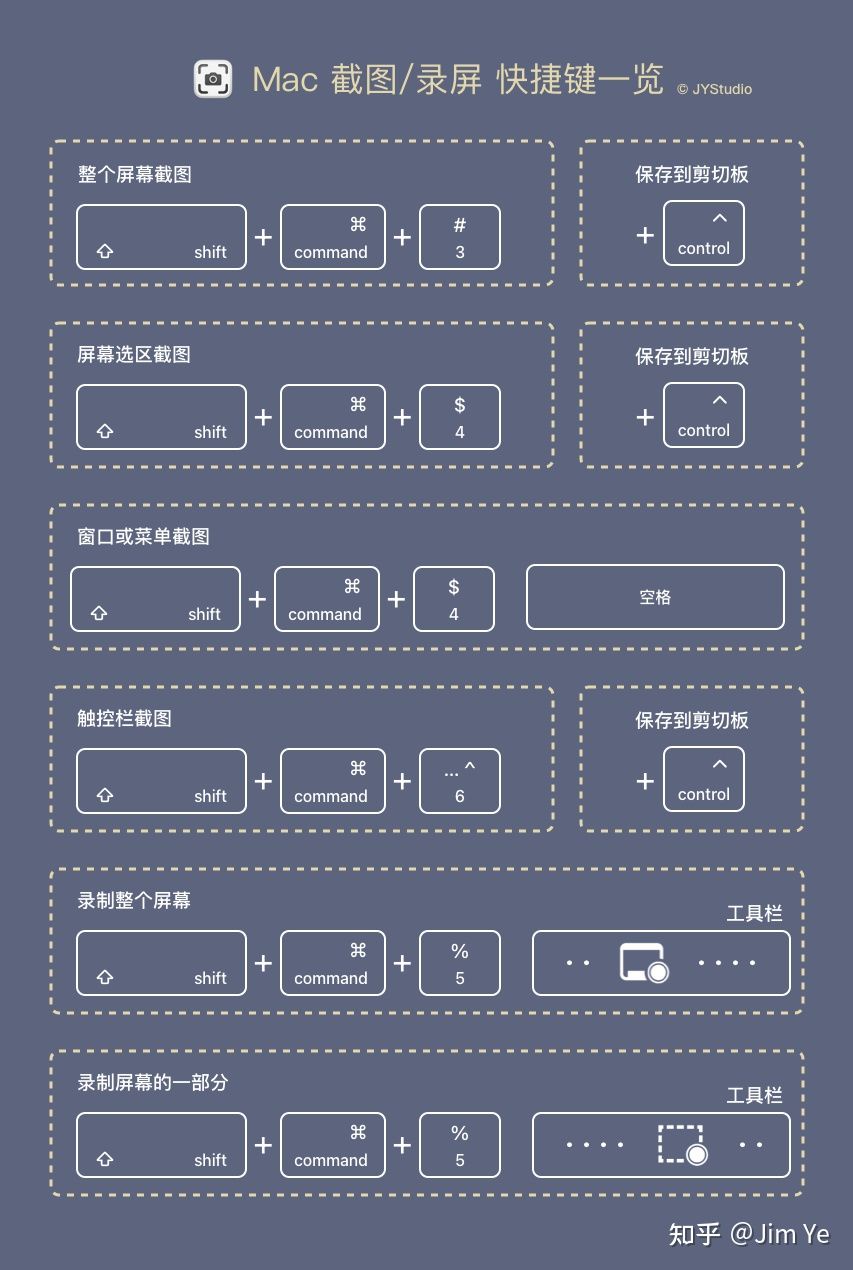 Mac 截图/录屏 快捷键一览 © JYStudio
整个屏幕截图
shift + ⌘ command + # 3
保存到剪切板
+ ^ control
屏幕选区截图
shift + ⌘ command + $ 4
保存到剪切板
+ ^ control
窗口或菜单截图
shift + ⌘ command + $ 4 空格
触控栏截图
shift + ⌘ command + ... ^ 6
保存到剪切板
+ ^ control
录制整个屏幕
工具栏
shift + ⌘ command + % 5
录制屏幕的一部分
工具栏
shift + ⌘ command + % 5
知乎 @Jim Ye